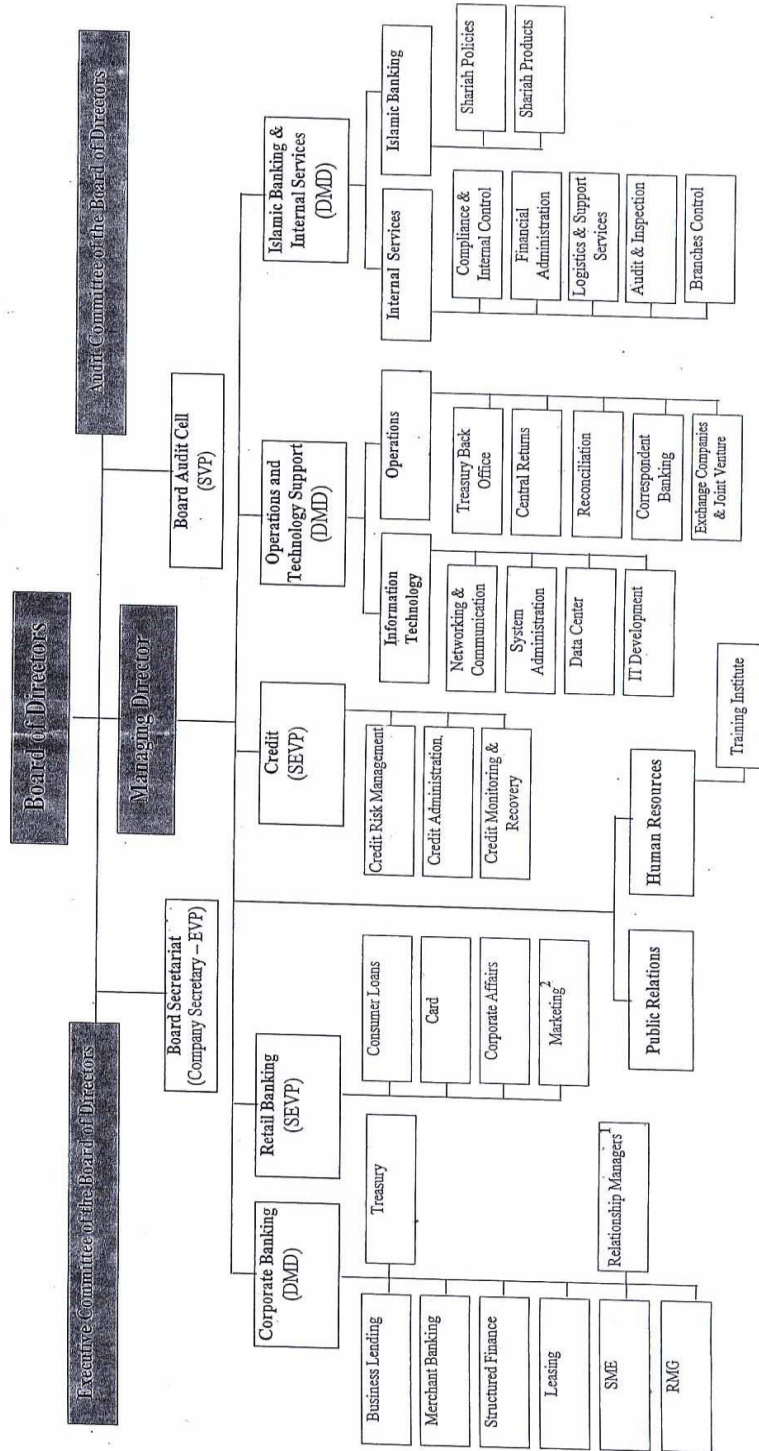 Board of Directors
Executive Committee of the Board of Directors
Audit Committee of the Board of Directors
Managing Director
Board Secretariat
(Company Secretary – EVP)
Board Audit Cell
(SVP)
Corporate Banking
(DMD)
Retail Banking
(SEVP)
Credit
(SEVP)
Operations and
Technology Support
(DMD)
Islamic Banking &
Internal Services
(DMD)
Business Lending
Merchant Banking
Structured Finance
Leasing
SME
RMG
Treasury
Relationship Managers1
Consumer Loans
Card
Corporate Affairs
Marketing2
Credit Risk Management
Credit Administration
Credit Monitoring &
Recovery
Information
Technology
Networking &
Communication
System
Administration
Data Center
IT Development
Operations
Treasury Back
Office
Central Returns
Reconciliation
Correspondent
Banking
Exchange Companies
& Joint Venture
Internal Services
Compliance &
Internal Control
Financial
Administration
Logistics & Support
Services
Audit & Inspection
Branches Control
Islamic Banking
Shariah Policies
Shariah Products
Public Relations
Human Resources
Training Institute